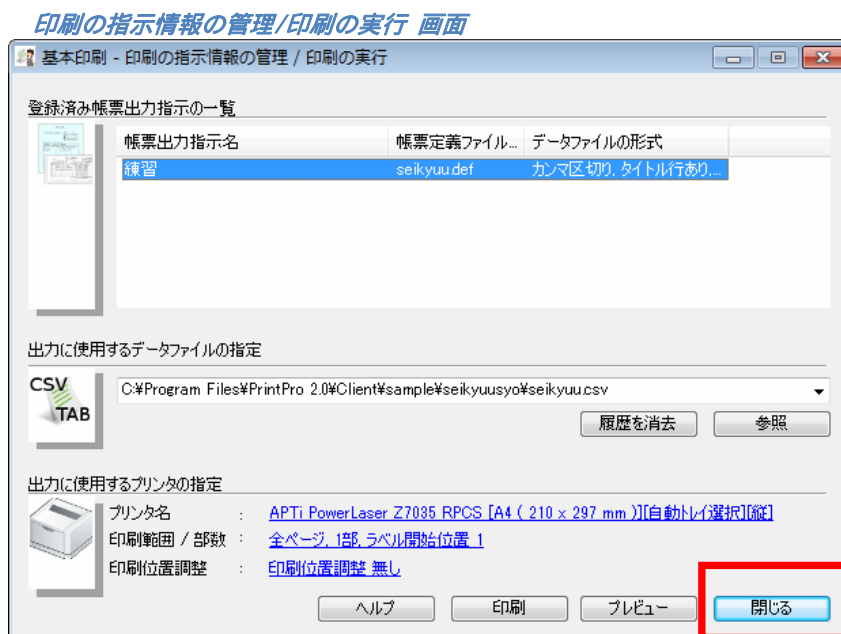 印刷の指示情報の管理/印刷の実行 画面
基本印刷 - 印刷の指示情報の管理 / 印刷の実行
登録済み帳票出力指示の一覧
帳票出力指示名 帳票定義ファイル... データファイルの形式
練習 seikyuu.def カンマ区切り, タイトル行あり,...
出力に使用するデータファイルの指定
CSV
TAB
C:¥Program Files¥PrintPro 2.0¥Client¥sample¥seikyuusyo¥seikyuu.csv
履歴を消去 参照
出力に使用するプリンタの指定
プリンタ名 : APTi PowerLaser Z7035 RPCS [A4 ( 210 x 297 mm )][自動トレイ選択][縦]
印刷範囲 / 部数 : 全ページ, 1部, ラベル開始位置 1
印刷位置調整 : 印刷位置調整 無し
ヘルプ 印刷 プレビュー 閉じる